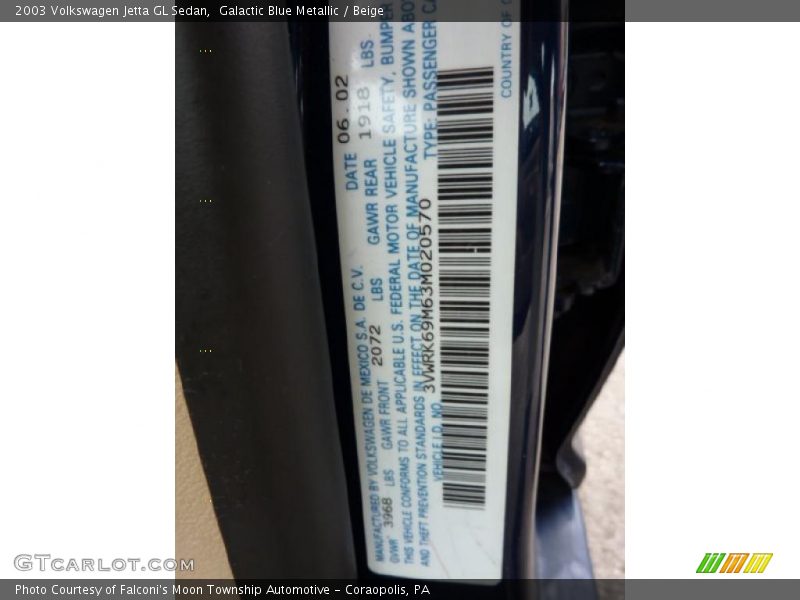 2003 Volkswagen Jetta GL Sedan,  Galactic Blue Metallic / Beige
MANUFACTURED BY VOLKSWAGEN DE MEXICO S.A. DE C.V. DATE 06.02
GVWR 3968 LBS GAWR FRONT 2072 LBS GAWR REAR 1918 LBS.
THIS VEHICLE CONFORMS TO ALL APPLICABLE U.S. FEDERAL MOTOR VEHICLE SAFETY, BUMPER
AND THEFT PREVENTION STANDARDS IN EFFECT ON THE DATE OF MANUFACTURE SHOWN
VEHICLE I.D. NO. 3VWRK69M63M020570 TYPE: PASSENGER
COUNTRY OF
GTCarlot.com
Photo Courtesy of Falconi's Moon Township Automotive – Coraopolis, PA